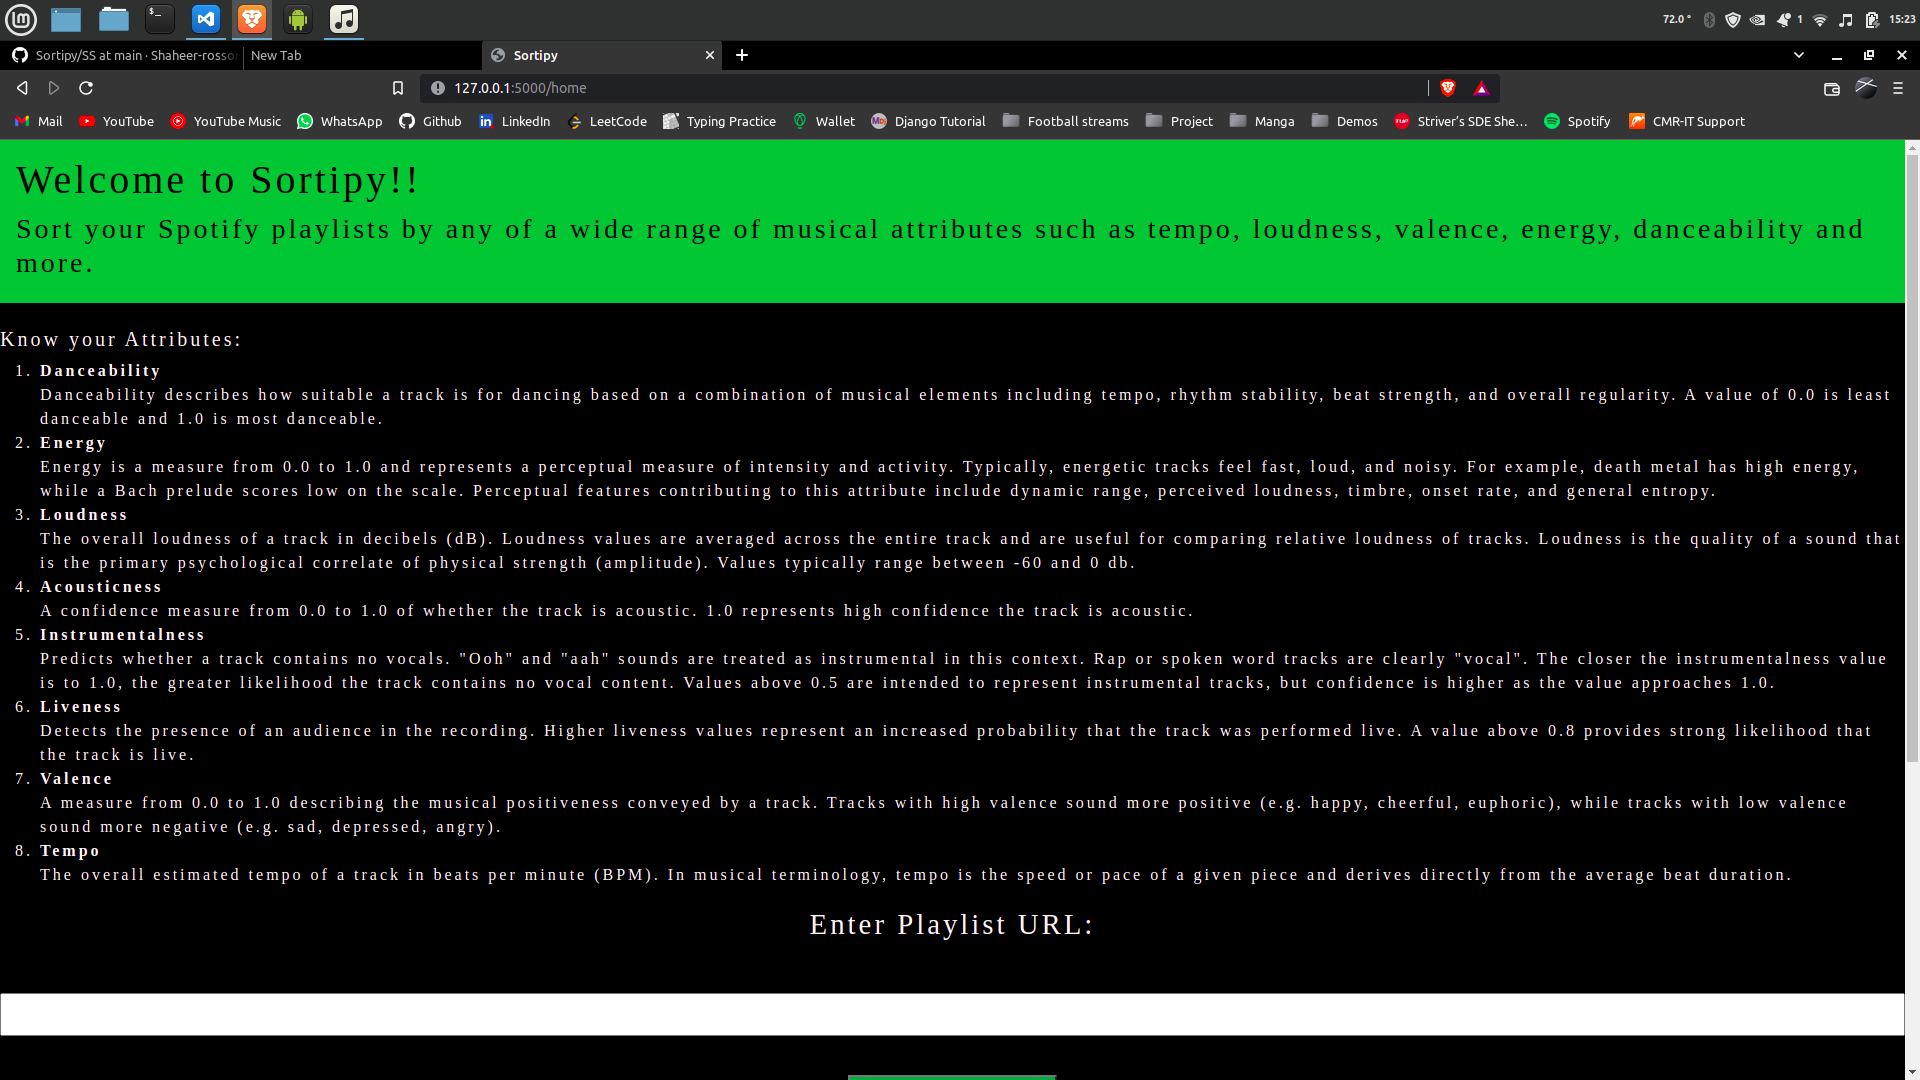 $_
72.0 °
1
15:23
Sortipy/SS at main · Shaheer-rosso
New Tab
Sortipy
127.0.0.1:5000/home
Mail YouTube YouTube Music WhatsApp Github LinkedIn LeetCode Typing Practice Wallet Django Tutorial Football streams Project Manga Demos Striver's SDE She... Spotify CMR-IT Support
Welcome to Sortipy!!
Sort your Spotify playlists by any of a wide range of musical attributes such as tempo, loudness, valence, energy, danceability and
more.
Know your Attributes:
1. Danceability
Danceability describes how suitable a track is for dancing based on a combination of musical elements including tempo, rhythm stability, beat strength, and overall regularity. A value of 0.0 is least
danceable and 1.0 is most danceable.
2. Energy
Energy is a measure from 0.0 to 1.0 and represents a perceptual measure of intensity and activity. Typically, energetic tracks feel fast, loud, and noisy. For example, death metal has high energy,
while a Bach prelude scores low on the scale. Perceptual features contributing to this attribute include dynamic range, perceived loudness, timbre, onset rate, and general entropy.
3. Loudness
The overall loudness of a track in decibels (dB). Loudness values are averaged across the entire track and are useful for comparing relative loudness of tracks. Loudness is the quality of a sound that
is the primary psychological correlate of physical strength (amplitude). Values typically range between -60 and 0 db.
4. Acousticness
A confidence measure from 0.0 to 1.0 of whether the track is acoustic. 1.0 represents high confidence the track is acoustic.
5. Instrumentalness
Predicts whether a track contains no vocals. "Ooh" and "aah" sounds are treated as instrumental in this context. Rap or spoken word tracks are clearly "vocal". The closer the instrumentalness value
is to 1.0, the greater likelihood the track contains no vocal content. Values above 0.5 are intended to represent instrumental tracks, but confidence is higher as the value approaches 1.0.
6. Liveness
Detects the presence of an audience in the recording. Higher liveness values represent an increased probability that the track was performed live. A value above 0.8 provides strong likelihood that
the track is live.
7. Valence
A measure from 0.0 to 1.0 describing the musical positiveness conveyed by a track. Tracks with high valence sound more positive (e.g. happy, cheerful, euphoric), while tracks with low valence
sound more negative (e.g. sad, depressed, angry).
8. Tempo
The overall estimated tempo of a track in beats per minute (BPM). In musical terminology, tempo is the speed or pace of a given piece and derives directly from the average beat duration.
Enter Playlist URL: